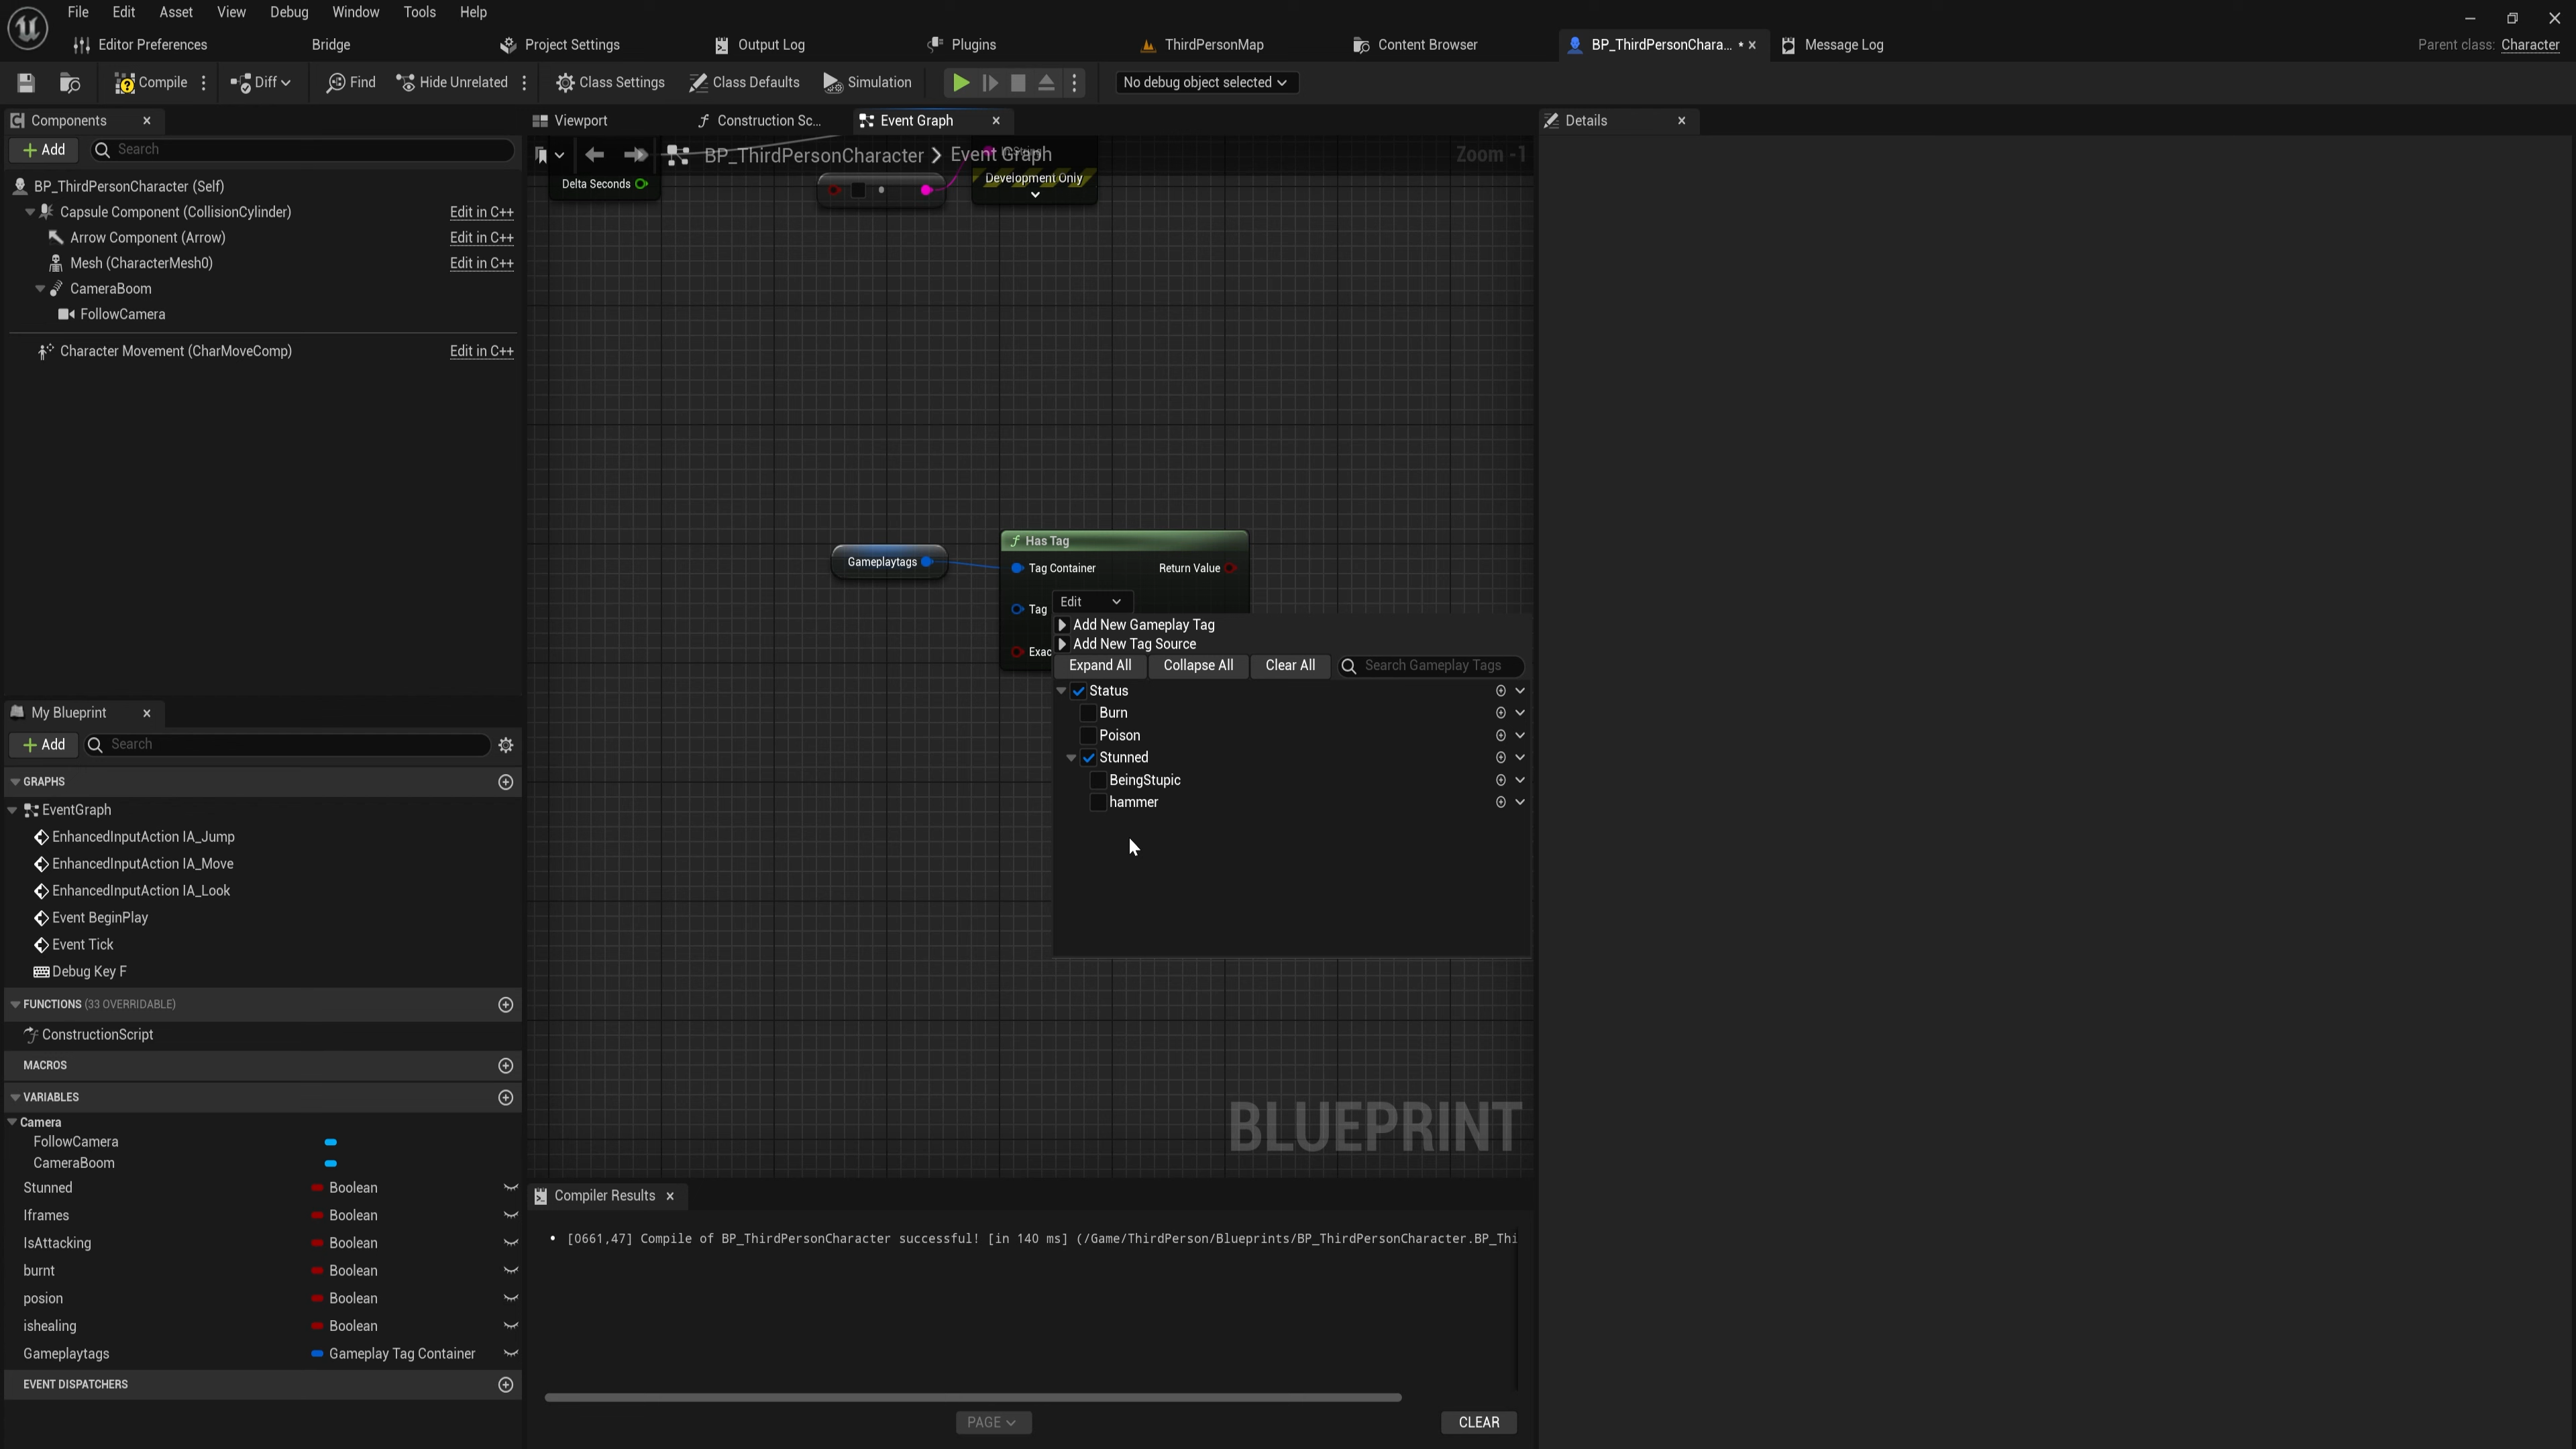 File Edit Asset View Debug Window Tools Help
Editor Preferences Bridge Project Settings Output Log Plugins ThirdPersonMap Content Browser BP_ThirdPersonChara... * Message Log Parent class: Character
Compile Diff Find Hide Unrelated Class Settings Class Defaults Simulation No debug object selected
Components
Add Search
BP_ThirdPersonCharacter (Self)
Capsule Component (CollisionCylinder) Edit in C++
Arrow Component (Arrow) Edit in C++
Mesh (CharacterMesh0) Edit in C++
CameraBoom
FollowCamera
Character Movement (CharMoveComp) Edit in C++
My Blueprint
Add Search
GRAPHS
EventGraph
EnhancedInputAction IA_Jump
EnhancedInputAction IA_Move
EnhancedInputAction IA_Look
Event BeginPlay
Event Tick
Debug Key F
FUNCTIONS (33 OVERRIDABLE)
ConstructionScript
MACROS
VARIABLES
Camera
FollowCamera
CameraBoom
Stunned Boolean
Iframes Boolean
IsAttacking Boolean
burnt Boolean
posion Boolean
ishealing Boolean
Gameplaytags Gameplay Tag Container
EVENT DISPATCHERS
Viewport Construction Sc... Event Graph
BP_ThirdPersonCharacter > Event Graph Zoom -1
Delta Seconds
Development Only
Gameplaytags
Has Tag
Tag Container Return Value
Tag Edit
Exac
Add New Gameplay Tag
Add New Tag Source
Expand All Collapse All Clear All Search Gameplay Tags
Status
Burn
Poison
Stunned
BeingStupic
hammer
BLUEPRINT
Compiler Results
[0661,47] Compile of BP_ThirdPersonCharacter successful! [in 140 ms] (/Game/ThirdPerson/Blueprints/BP_ThirdPersonCharacter.BP_Thi
PAGE CLEAR
Details